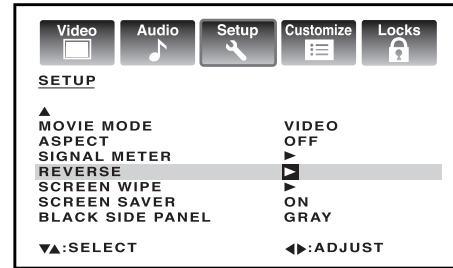 Video Audio Setup Customize Locks
SETUP
▲
MOVIE MODE VIDEO
ASPECT OFF
SIGNAL METER ►
REVERSE ►
SCREEN WIPE ►
SCREEN SAVER ON
BLACK SIDE PANEL GRAY
▼▲:SELECT ◄►:ADJUST